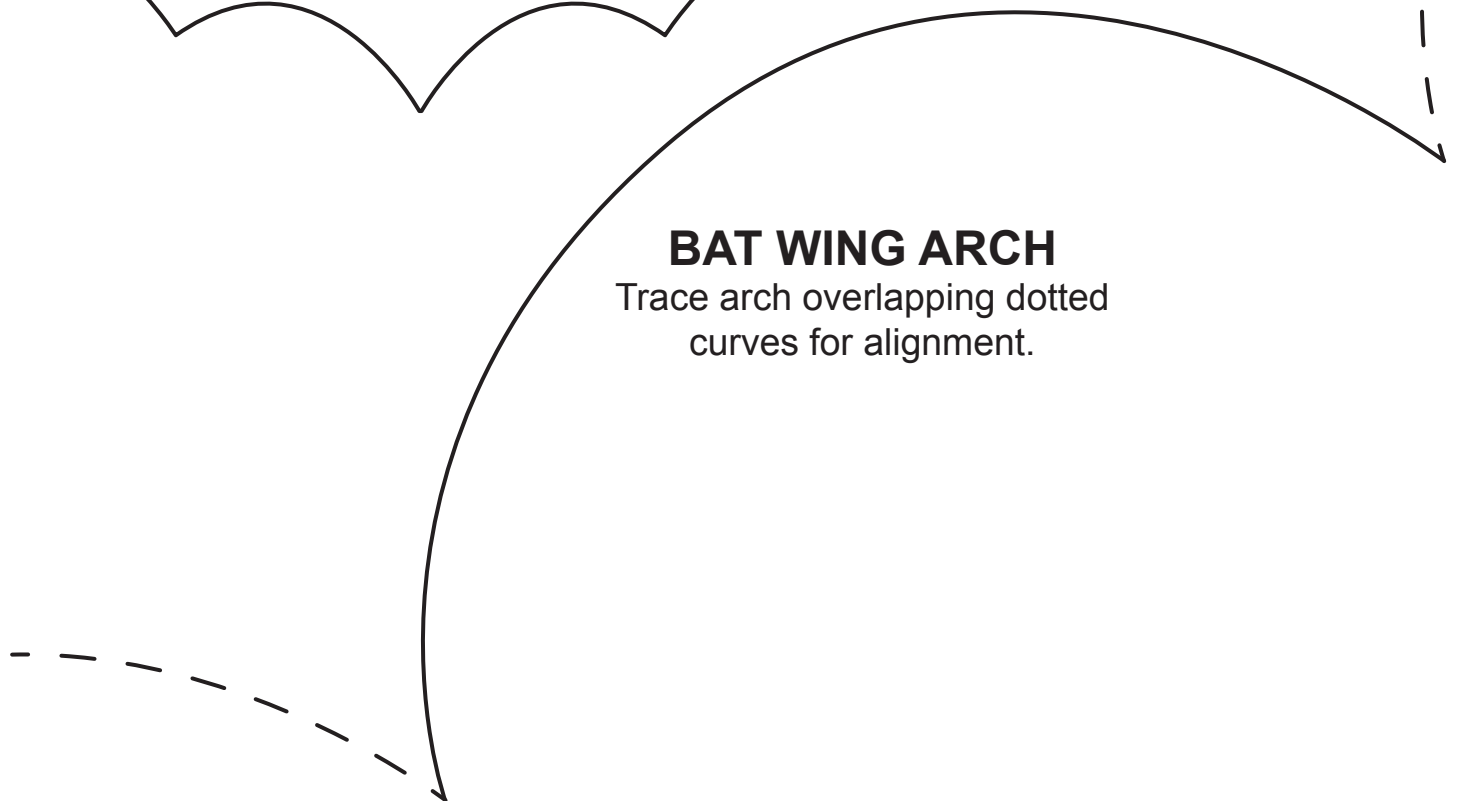 BAT WING ARCH
Trace arch overlapping dotted
curves for alignment.